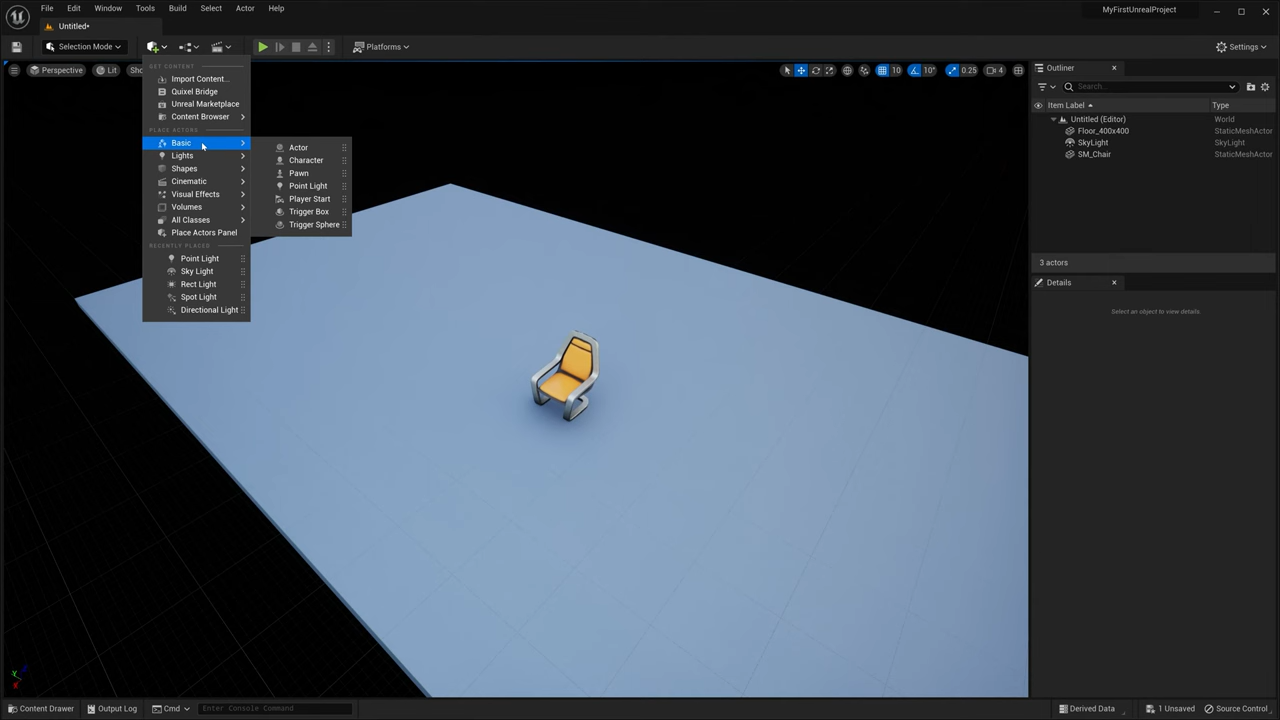 File Edit Window Tools Build Select Actor Help
MyFirstUnrealProject
Untitled*
Selection Mode
Platforms
Settings
Perspective
Lit
Sho
10
10°
0.25
4
GET CONTENT
Import Content...
Quixel Bridge
Unreal Marketplace
Content Browser
PLACE ACTORS
Basic
Lights
Shapes
Cinematic
Visual Effects
Volumes
All Classes
Place Actors Panel
RECENTLY PLACED
Point Light
Sky Light
Rect Light
Spot Light
Directional Light
Actor
Character
Pawn
Point Light
Player Start
Trigger Box
Trigger Sphere
Outliner
Search...
Item Label Type
Untitled (Editor) World
Floor_400x400 StaticMeshActor
SkyLight SkyLight
SM_Chair StaticMeshActor
3 actors
Details
Select an object to view details.
Content Drawer
Output Log
Cmd
Enter Console Command
Derived Data
1 Unsaved
Source Control